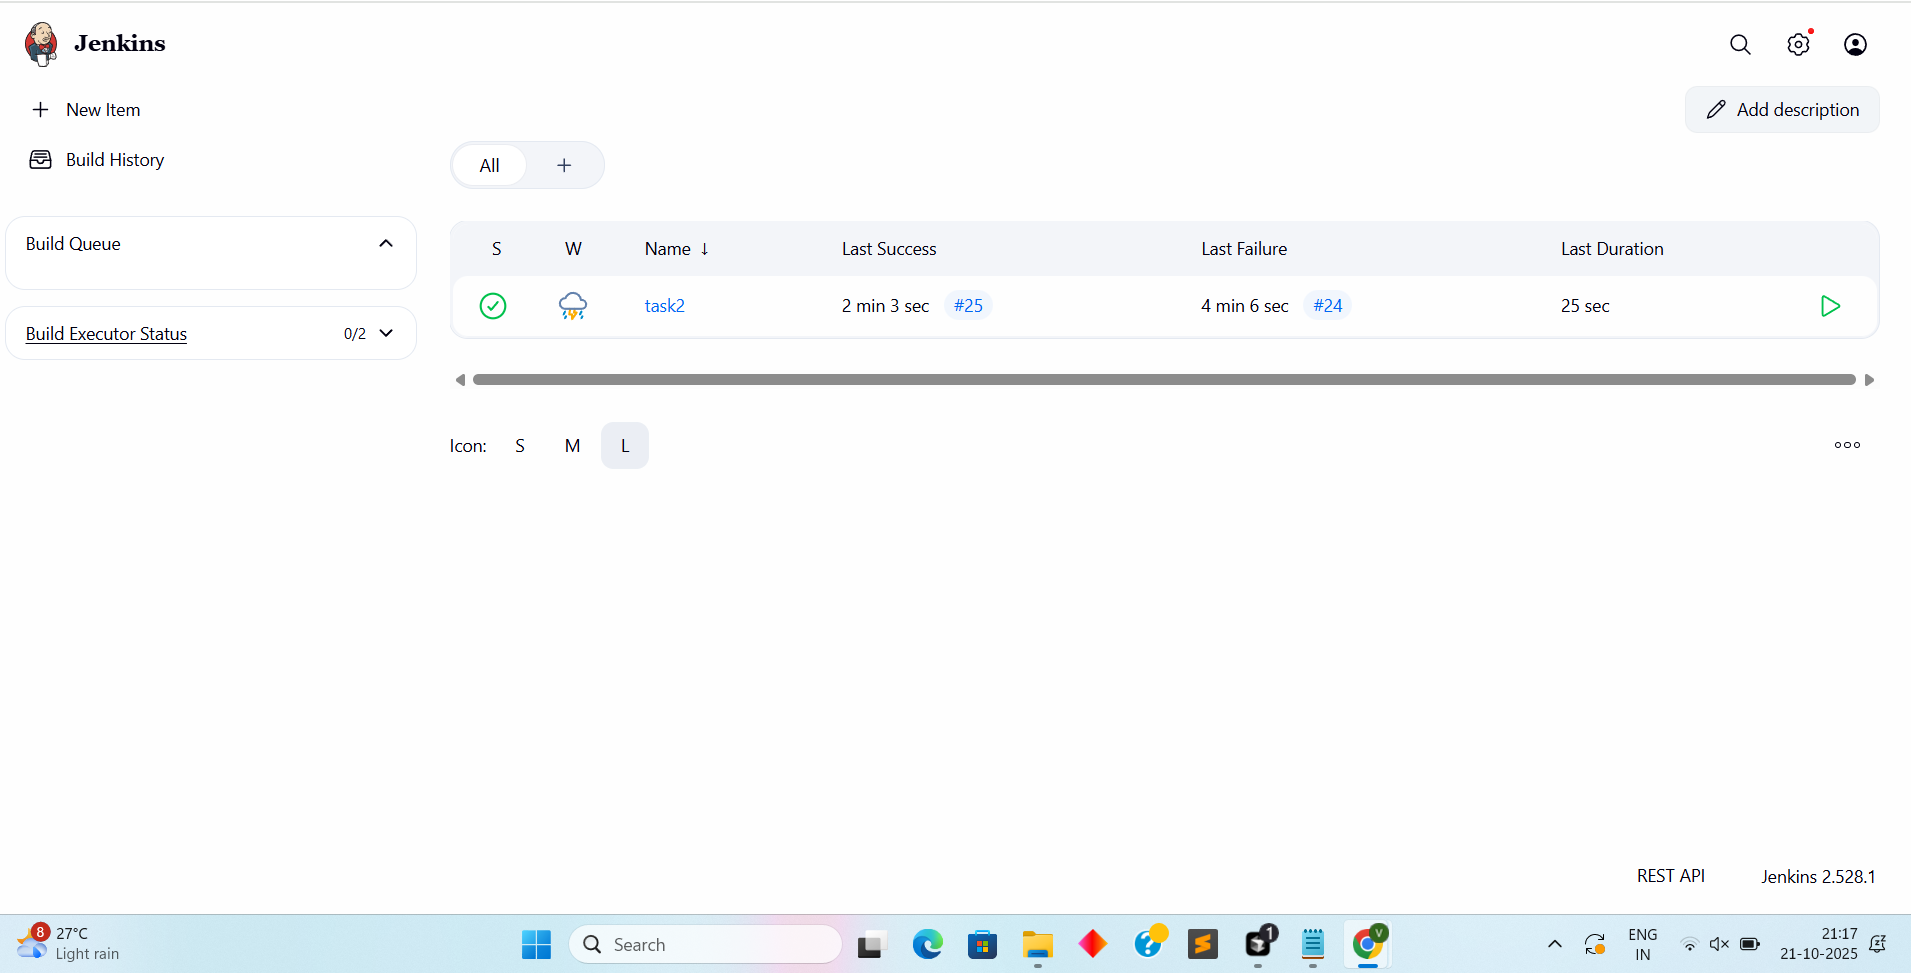 Jenkins
New Item
Build History
Build Queue
Build Executor Status 0/2
Add description
All
S W Name ↓ Last Success Last Failure Last Duration
task2 2 min 3 sec #25 4 min 6 sec #24 25 sec
Icon: S M L
REST API Jenkins 2.528.1
8
27°C
Light rain
Search
1
V
ENG
IN
21:17
21-10-2025